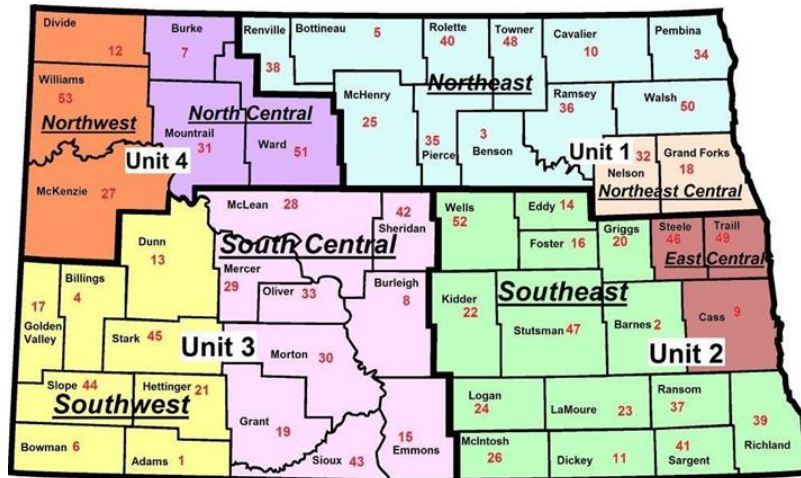 Divide
12
Burke
7
Renville
38
Bottineau
5
Rolette
40
Towner
48
Cavalier
10
Pembina
34
Williams
53
Northwest
North Central
McHenry
25
Northeast
Ramsey
36
Walsh
50
Mountrail
31
Ward
51
35
Pierce
3
Benson
Unit 4
Unit 1
32
Nelson
Grand Forks
18
Northeast Central
McKenzie 27
McLean 28
42
Sheridan
Wells
52
Eddy 14
Foster 16
Griggs
20
Steele
46
Traill
49
East Central
Dunn
13
South Central
Billings
4
Mercer
29
Oliver 33
Burleigh
8
Kidder
22
Southeast
Stutsman 47
Barnes 2
Cass 9
17
Golden
Valley
Stark 45
Unit 3
Morton
30
Unit 2
Slope 44
Hettinger
21
Southwest
Grant
19
Logan
24
LaMoure
23
Ransom
37
39
Richland
Bowman 6
Adams 1
Sioux 43
15
Emmons
McIntosh
26
Dickey 11
41
Sargent